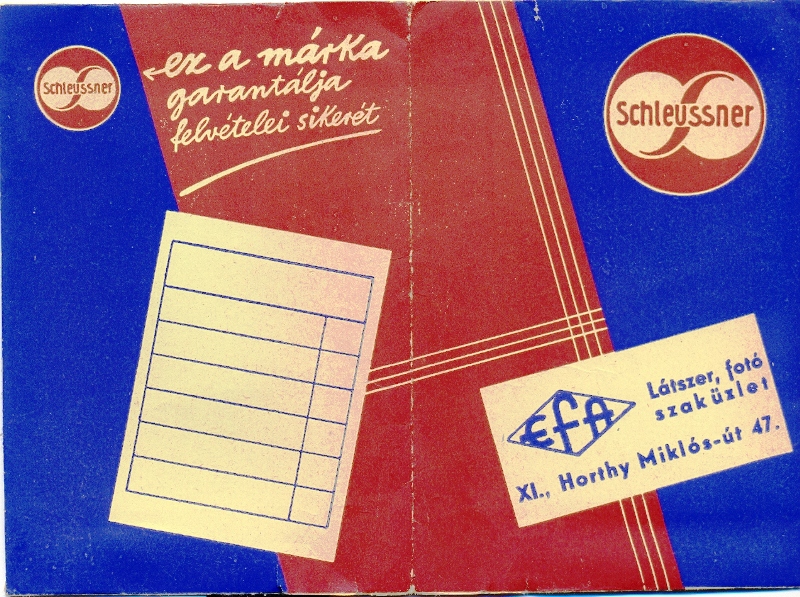 Schleussner
ez a márka
garantálja
felvételei sikerét
Schleussner
EFA
Látszer, fotó
szaküzlet
XI., Horthy Miklós-út 47.